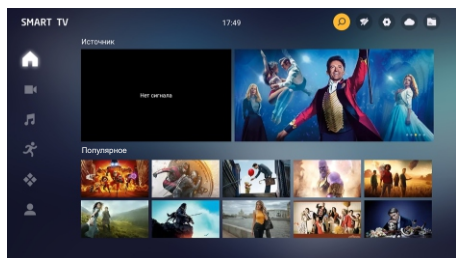 SMART TV
17:49
Источник
Нет сигнала
Популярное